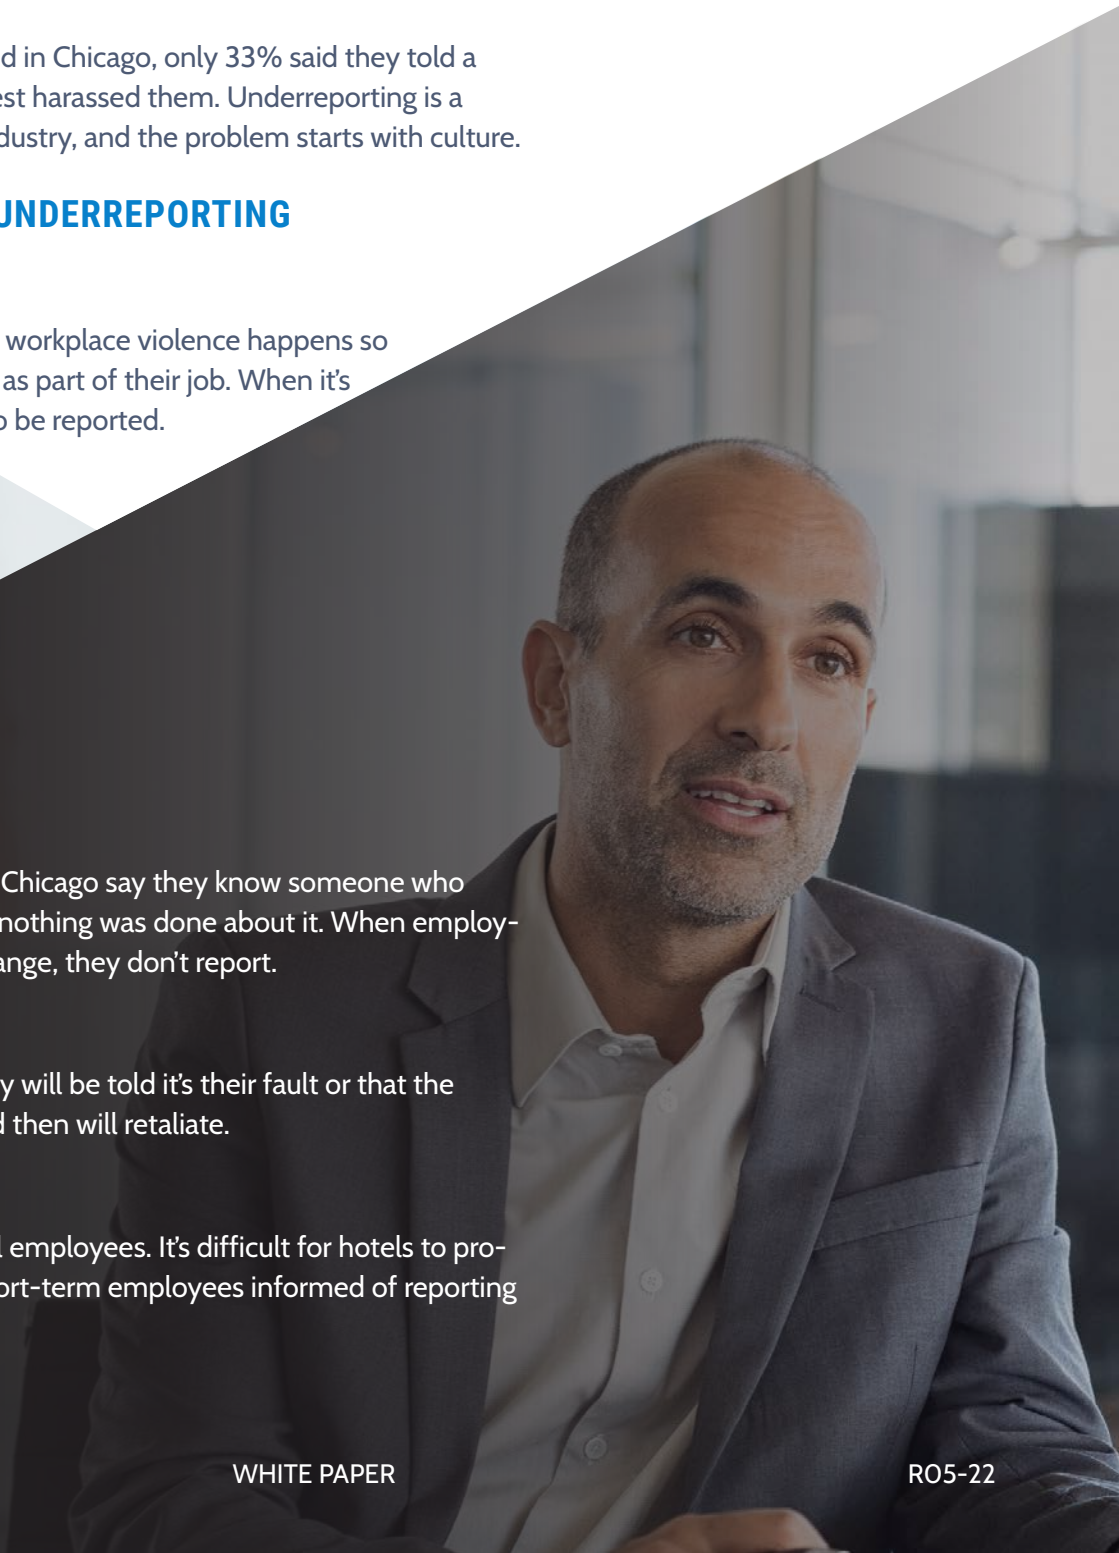 d in Chicago, only 33% said they told a
est harassed them. Underreporting is a
dustry, and the problem starts with culture.
UNDERREPORTING
workplace violence happens so
as part of their job. When it’s
o be reported.
Chicago say they know someone who
nothing was done about it. When employ-
ange, they don’t report.
y will be told it’s their fault or that the
d then will retaliate.
l employees. It’s difficult for hotels to pro-
ort-term employees informed of reporting
WHITE PAPER
R05-22